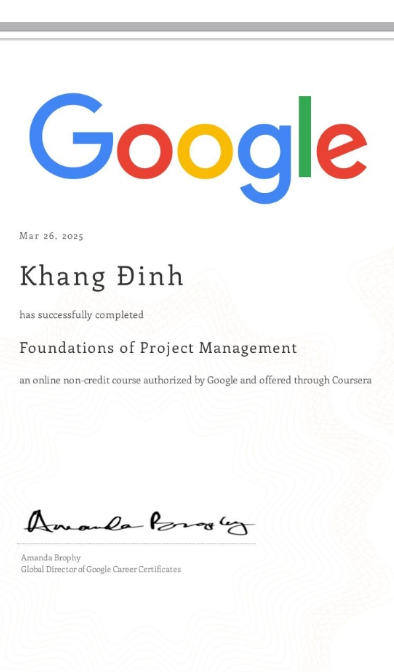 Google
Mar 26, 2025
Khang Đinh
has successfully completed
Foundations of Project Management
an online non-credit course authorized by Google and offered through Coursera
Amanda Brophy
Amanda Brophy
Global Director of Google Career Certificates